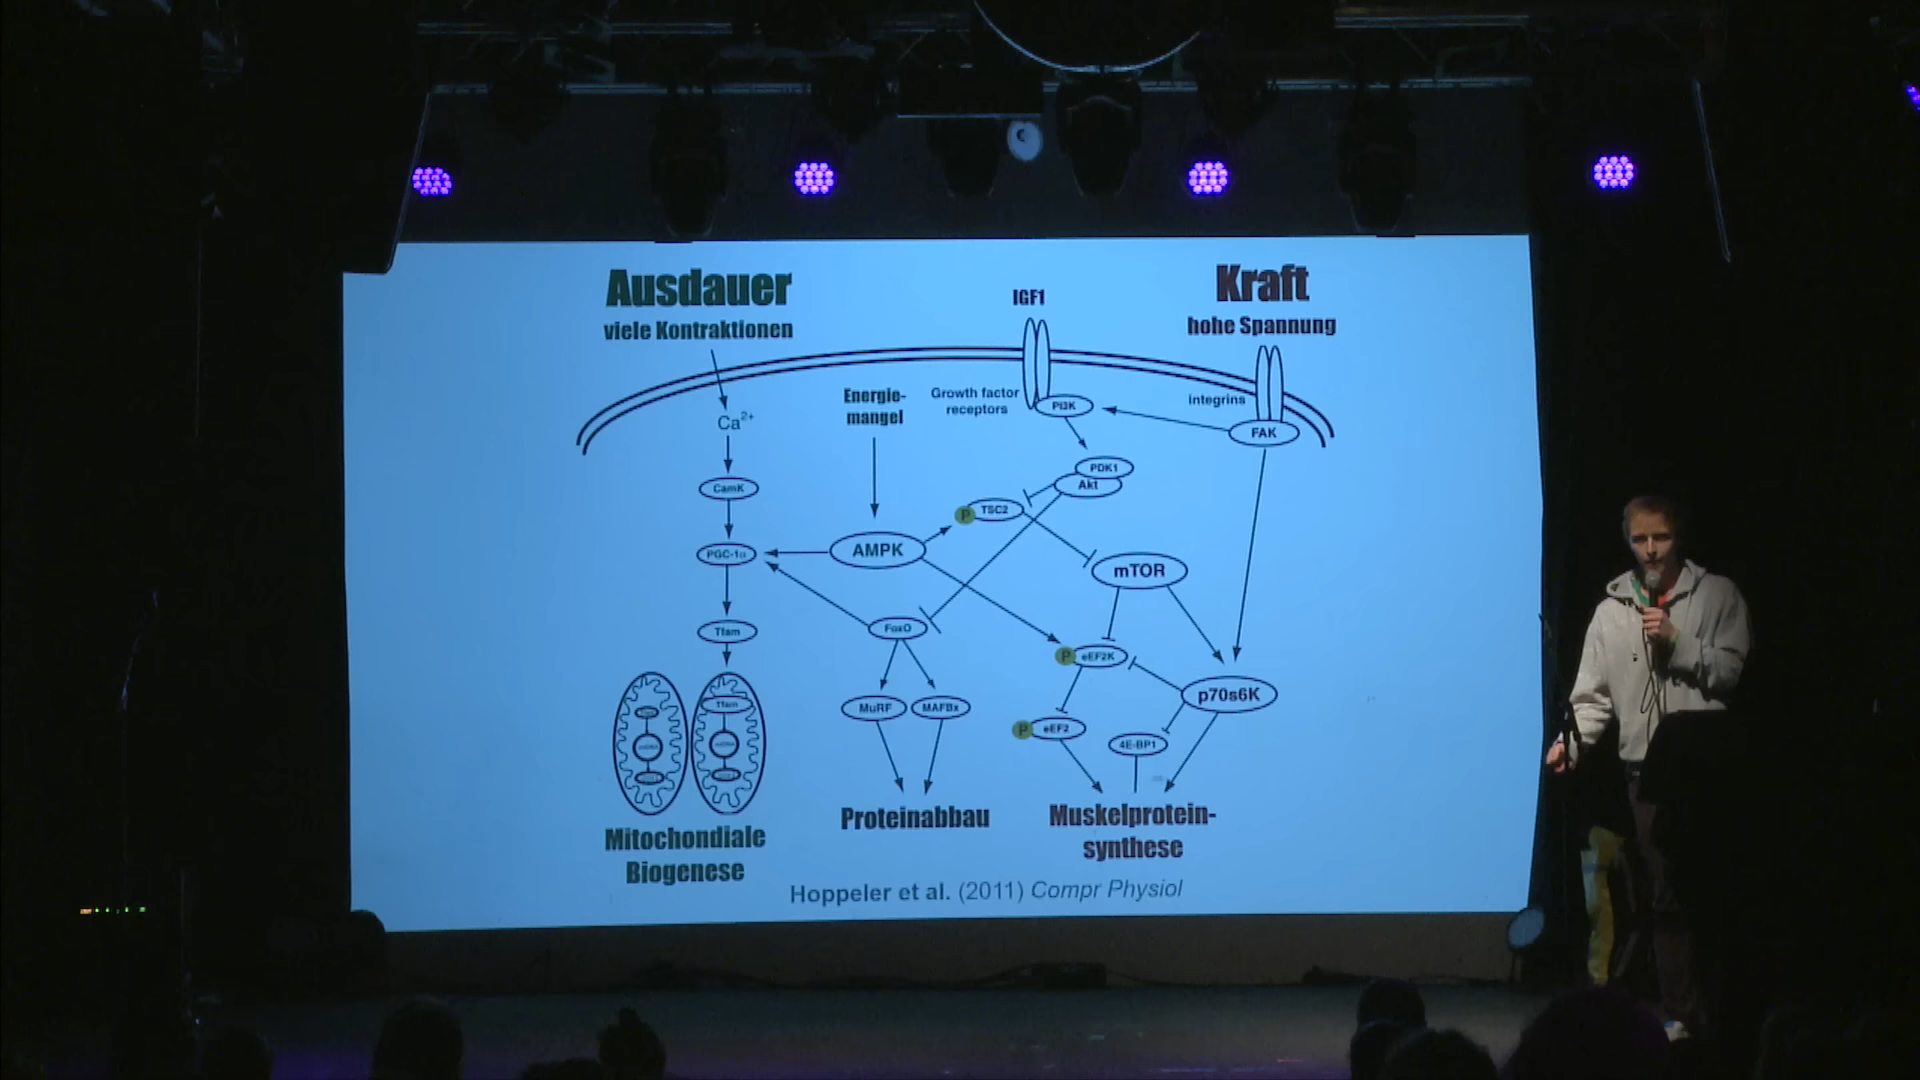 Ausdauer
viele Kontraktionen
IGF1
Kraft
hohe Spannung
Energie-
mangel
Growth factor
receptors
PI3K
integrins
FAK
Ca2+
CamK
PDK1
Akt
P
TSC2
PGC-1α
AMPK
mTOR
Tfam
FoxO
P
eEF2K
p70s6K
MuRF
MAFBx
Tfam
P
eEF2
4E-BP1
Proteinabbau
Muskelprotein-
synthese
Mitochondiale
Biogenese
Hoppeler et al. (2011) Compr Physiol